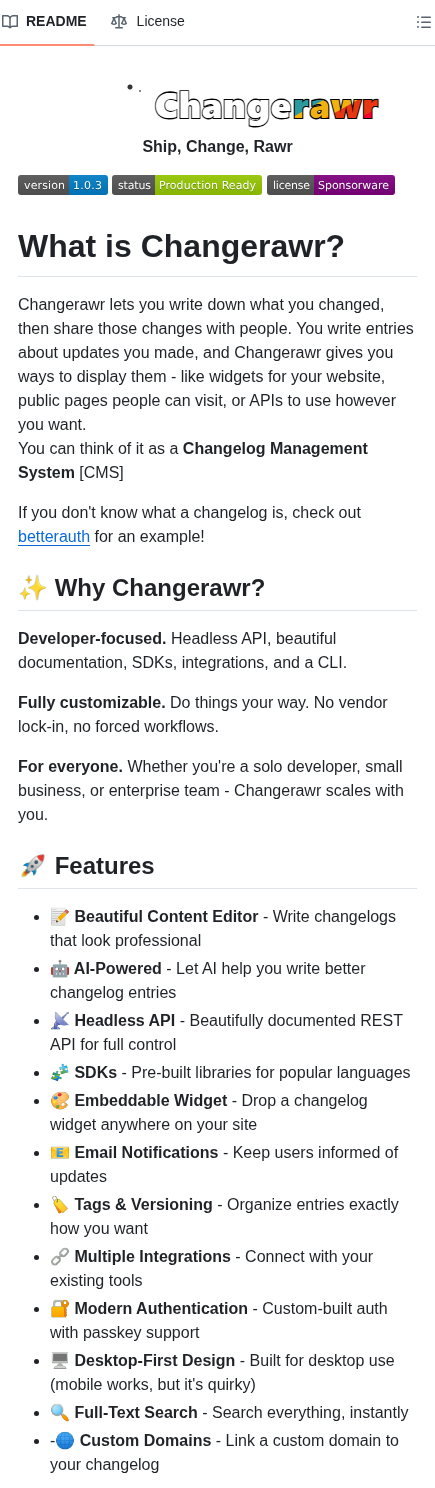 README License
Changerawr
Ship, Change, Rawr
version 1.0.3 status Production Ready license Sponsorware
What is Changerawr?
Changerawr lets you write down what you changed,
then share those changes with people. You write entries
about updates you made, and Changerawr gives you
ways to display them - like widgets for your website,
public pages people can visit, or APIs to use however
you want.
You can think of it as a Changelog Management
System [CMS]
If you don't know what a changelog is, check out
betterauth for an example!
✨ Why Changerawr?
Developer-focused. Headless API, beautiful
documentation, SDKs, integrations, and a CLI.
Fully customizable. Do things your way. No vendor
lock-in, no forced workflows.
For everyone. Whether you're a solo developer, small
business, or enterprise team - Changerawr scales with
you.
🚀 Features
• 📝 Beautiful Content Editor - Write changelogs
that look professional
• 🤖 AI-Powered - Let AI help you write better
changelog entries
• 📡 Headless API - Beautifully documented REST
API for full control
• 🧩 SDKs - Pre-built libraries for popular languages
• 🎨 Embeddable Widget - Drop a changelog
widget anywhere on your site
• 📧 Email Notifications - Keep users informed of
updates
• 🏷️ Tags & Versioning - Organize entries exactly
how you want
• 🔗 Multiple Integrations - Connect with your
existing tools
• 🔐 Modern Authentication - Custom-built auth
with passkey support
• 🖥️ Desktop-First Design - Built for desktop use
(mobile works, but it's quirky)
• 🔍 Full-Text Search - Search everything, instantly
• -🌐 Custom Domains - Link a custom domain to
your changelog